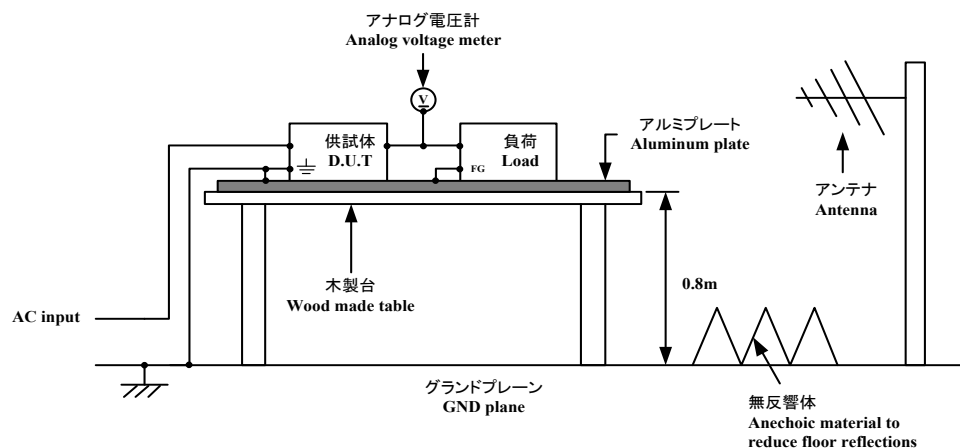 アナログ電圧計
Analog voltage meter
V
供試体
D.U.T
負荷
Load
FG
アルミプレート
Aluminum plate
アンテナ
Antenna
木製台
Wood made table
0.8m
AC input
グランドプレーン
GND plane
無反響体
Anechoic material to
reduce floor reflections